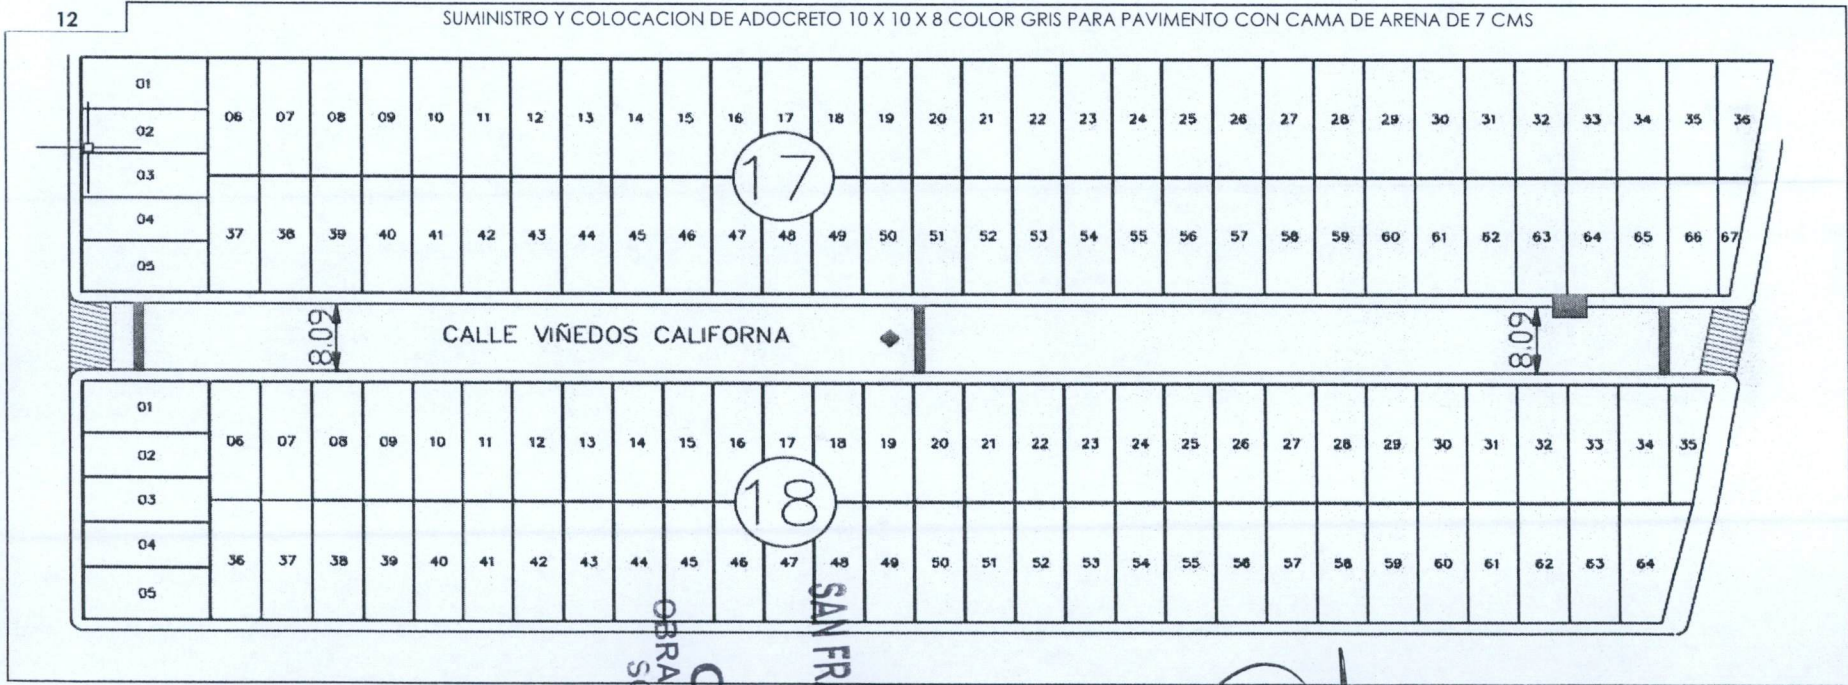 12
SUMINISTRO Y COLOCACION DE ADOCRETO 10 X 10 X 8 COLOR GRIS PARA PAVIMENTO CON CAMA DE ARENA DE 7 CMS
01
02
03
04
05
06 07 08 09 10 11 12 13 14 15 16 17 18 19 20 21 22 23 24 25 26 27 28 29 30 31 32 33 34 35 36
17
37 38 39 40 41 42 43 44 45 46 47 48 49 50 51 52 53 54 55 56 57 58 59 60 61 62 63 64 65 66 67
8.09
CALLE VIÑEDOS CALIFORNA
8.09
01
02
03
04
05
06 07 08 09 10 11 12 13 14 15 16 17 18 19 20 21 22 23 24 25 26 27 28 29 30 31 32 33 34 35
18
36 37 38 39 40 41 42 43 44 45 46 47 48 49 50 51 52 53 54 55 56 57 58 59 60 61 62 63 64
SAN FR
OBRA